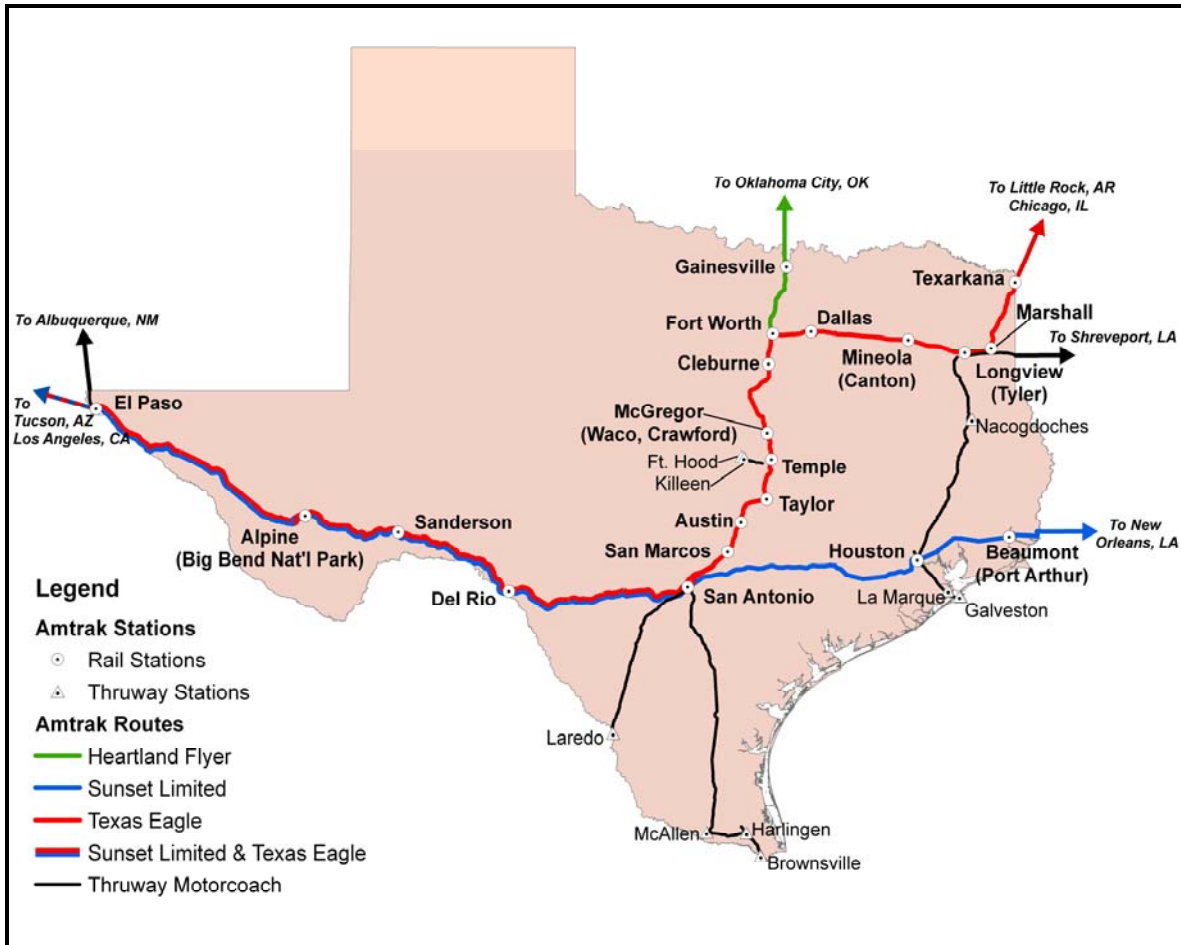 To Oklahoma City, OK
To Little Rock, AR
Chicago, IL
Gainesville
Texarkana
To Albuquerque, NM
Fort Worth
Dallas
Marshall
To Shreveport, LA
Cleburne
Mineola
(Canton)
Longview
(Tyler)
To
Tucson, AZ
Los Angeles, CA
El Paso
McGregor
(Waco, Crawford)
Nacogdoches
Ft. Hood
Killeen
Temple
Taylor
Austin
Sanderson
Alpine
(Big Bend Nat'l Park)
San Marcos
Houston
Beaumont
(Port Arthur)
To New
Orleans, LA
Del Rio
San Antonio
La Marque
Galveston
Laredo
McAllen
Harlingen
Brownsville
Legend
Amtrak Stations
Rail Stations
Thruway Stations
Amtrak Routes
Heartland Flyer
Sunset Limited
Texas Eagle
Sunset Limited & Texas Eagle
Thruway Motorcoach